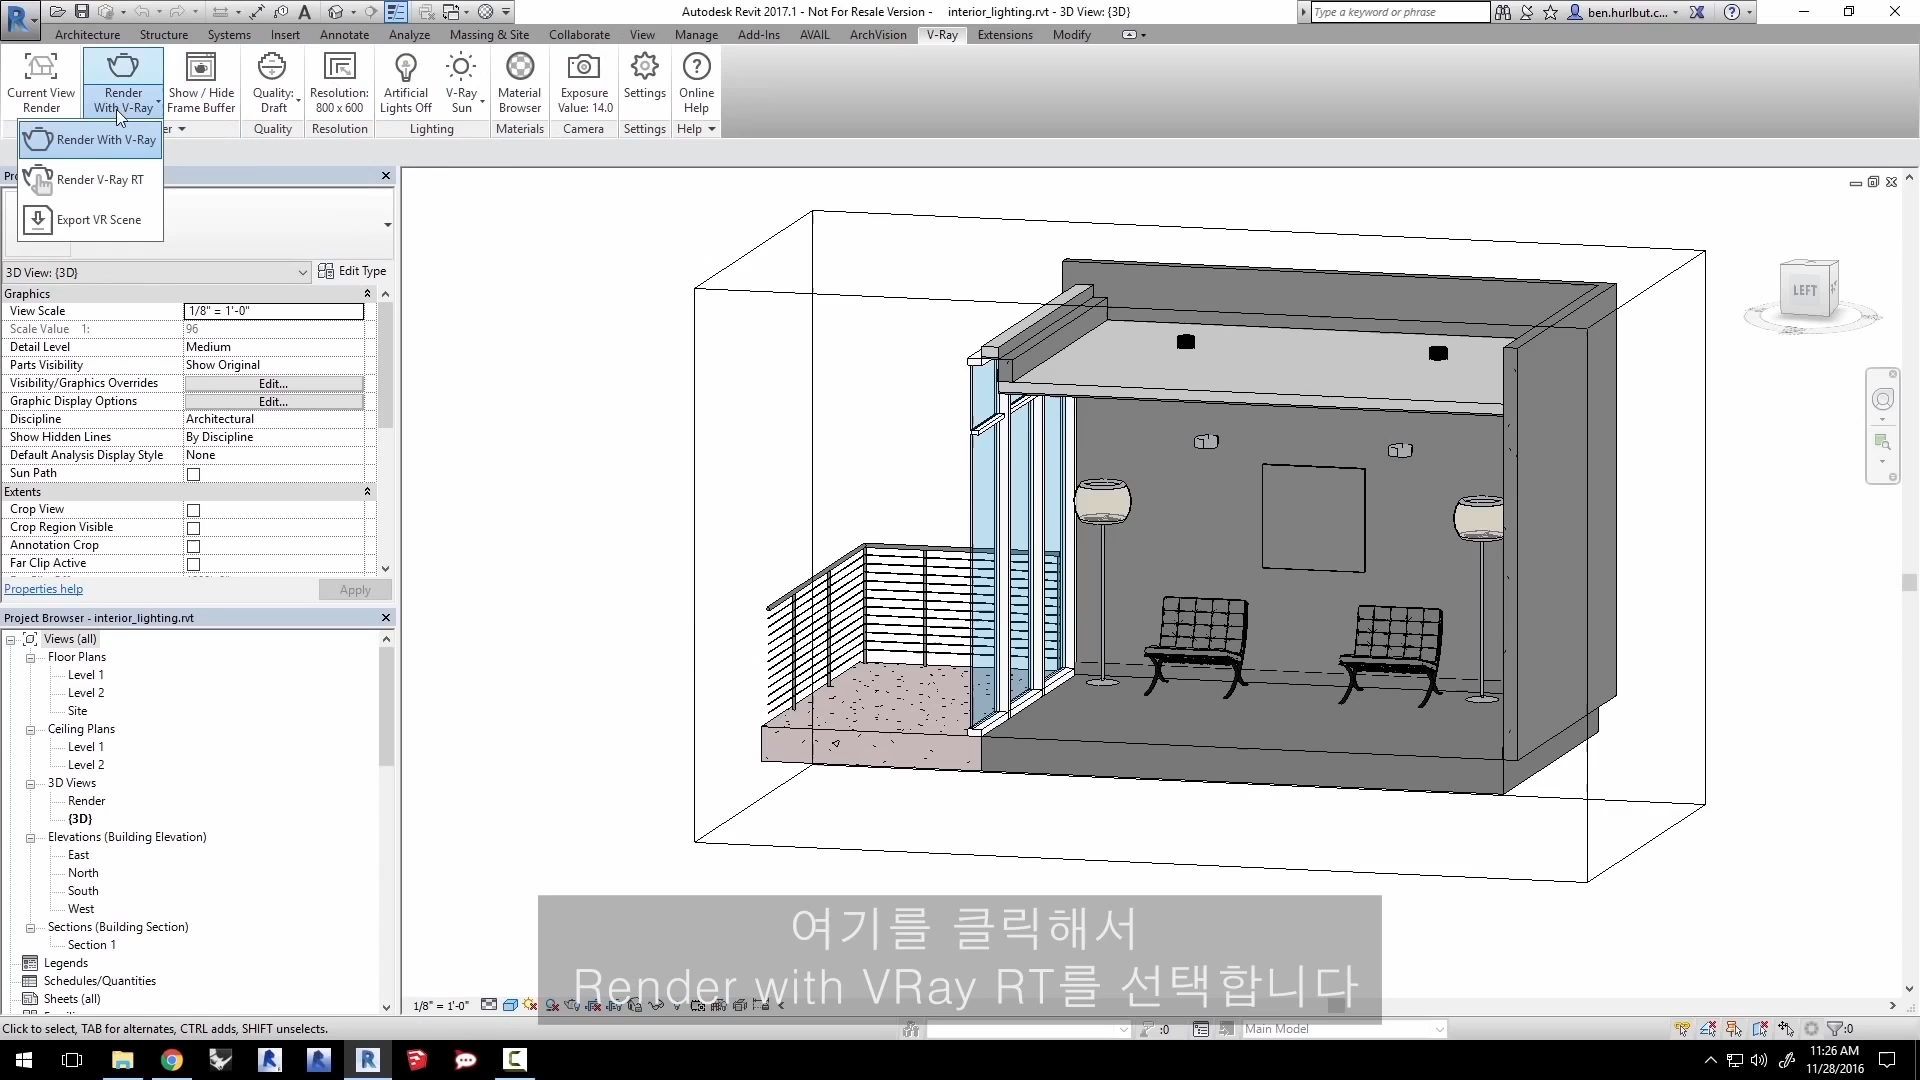 Autodesk Revit 2017.1 - Not For Resale Version - interior_lighting.rvt - 3D View: {3D}
Type a keyword or phrase
ben.hurlbut.c...
Architecture Structure Systems Insert Annotate Analyze Massing & Site Collaborate View Manage Add-Ins AVAIL ArchVision V-Ray Extensions Modify
Current View Render
Render With V-Ray
Show / Hide Frame Buffer
Quality: Draft
Resolution: 800 x 600
Artificial Lights Off
V-Ray Sun
Material Browser
Exposure Value: 14.0
Settings
Online Help
er Quality Resolution Lighting Materials Camera Settings Help
Render With V-Ray
Render V-Ray RT
Export VR Scene
3D View: {3D}
Edit Type
Graphics
View Scale 1/8" = 1'-0"
Scale Value 1: 96
Detail Level Medium
Parts Visibility Show Original
Visibility/Graphics Overrides Edit...
Graphic Display Options Edit...
Discipline Architectural
Show Hidden Lines By Discipline
Default Analysis Display Style None
Sun Path
Extents
Crop View
Crop Region Visible
Annotation Crop
Far Clip Active
Properties help Apply
Project Browser - interior_lighting.rvt
Views (all)
Floor Plans
Level 1
Level 2
Site
Ceiling Plans
Level 1
Level 2
3D Views
Render
{3D}
Elevations (Building Elevation)
East
North
South
West
Sections (Building Section)
Section 1
Legends
Schedules/Quantities
Sheets (all)
LEFT
여기를 클릭해서
Render with VRay RT를 선택합니다
1/8" = 1'-0"
Click to select, TAB for alternates, CTRL adds, SHIFT unselects.
:0
Main Model
:0
11:26 AM
11/28/2016